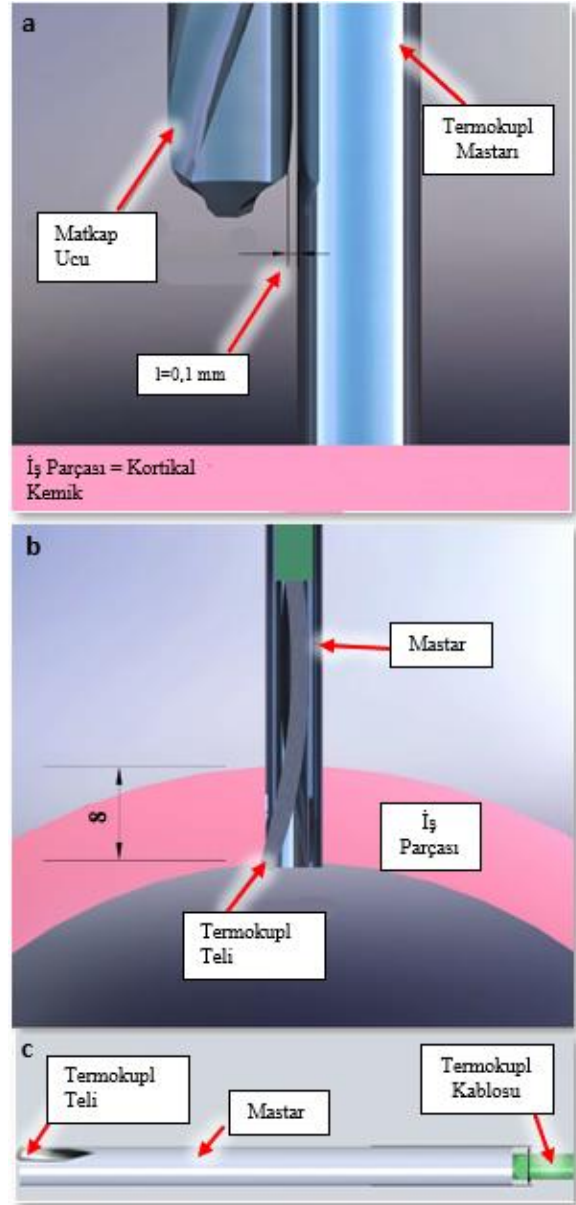 a
Termokupl
Mastarı
Matkap
Ucu
l=0,1 mm
İş Parçası = Kortikal
Kemik
b
Mastar
8
İş
Parçası
Termokupl
Teli
c
Termokupl
Teli
Mastar
Termokupl
Kablosu